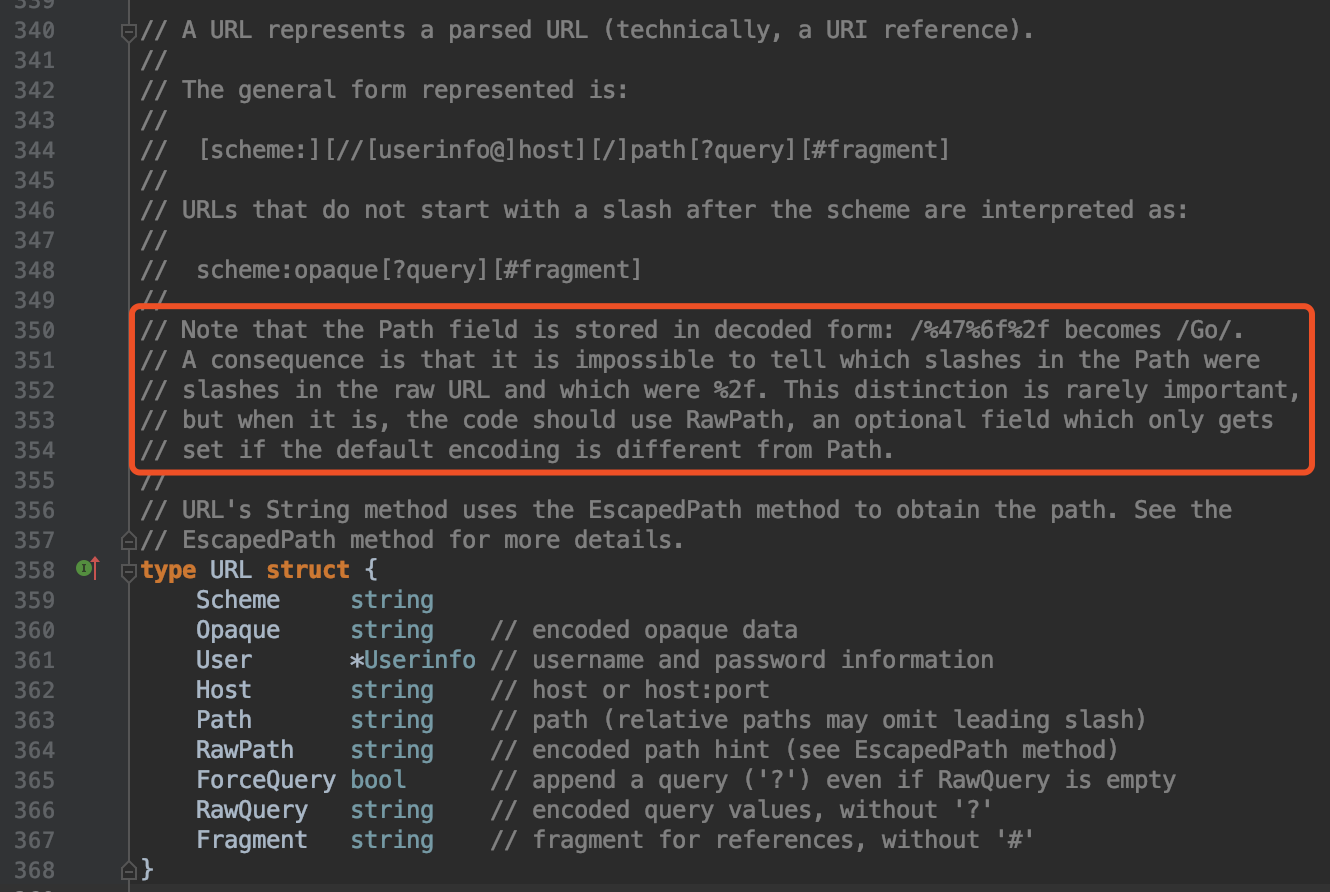 339
340 // A URL represents a parsed URL (technically, a URI reference).
341 //
342 // The general form represented is:
343 //
344 //  [scheme:][//[userinfo@]host][/]path[?query][#fragment]
345 //
346 // URLs that do not start with a slash after the scheme are interpreted as:
347 //
348 //  scheme:opaque[?query][#fragment]
349 //
350 // Note that the Path field is stored in decoded form: /%47%6f%2f becomes /Go/.
351 // A consequence is that it is impossible to tell which slashes in the Path were
352 // slashes in the raw URL and which were %2f. This distinction is rarely important,
353 // but when it is, the code should use RawPath, an optional field which only gets
354 // set if the default encoding is different from Path.
355 //
356 // URL's String method uses the EscapedPath method to obtain the path. See the
357 // EscapedPath method for more details.
358 type URL struct {
359     Scheme     string
360     Opaque     string    // encoded opaque data
361     User       *Userinfo // username and password information
362     Host       string    // host or host:port
363     Path       string    // path (relative paths may omit leading slash)
364     RawPath    string    // encoded path hint (see EscapedPath method)
365     ForceQuery bool      // append a query ('?') even if RawQuery is empty
366     RawQuery   string    // encoded query values, without '?'
367     Fragment   string    // fragment for references, without '#'
368 }